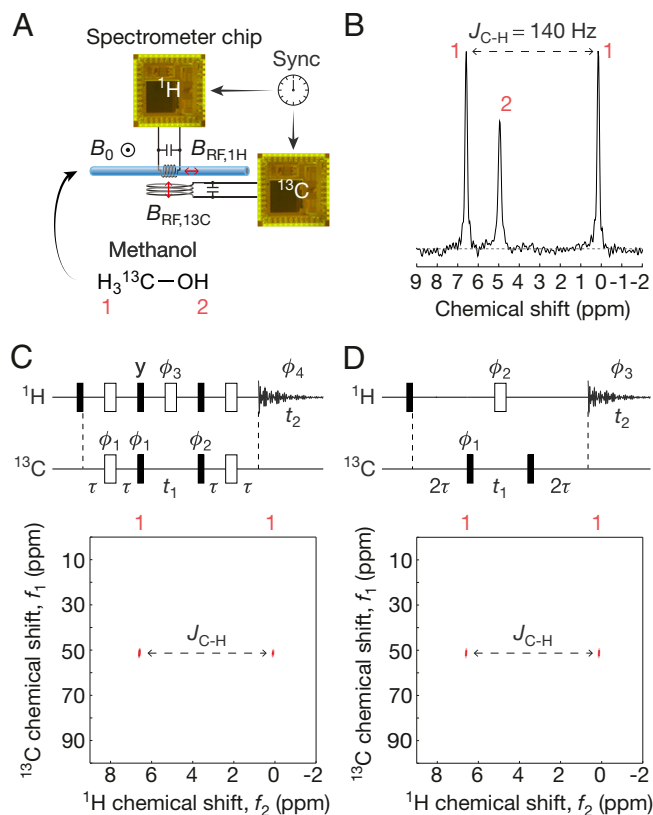 A
Spectrometer chip
Sync
¹H
B₀
B_RF,1H
¹³C
B_RF,13C
Methanol
H₃¹³C–OH
1 2
B
J_C-H = 140 Hz
1 1
2
9 8 7 6 5 4 3 2 1 0 -1 -2
Chemical shift (ppm)
C
y ϕ₃ ϕ₄
¹H
t₂
ϕ₁ ϕ₁ ϕ₂
¹³C
τ τ t₁ τ τ
1 1
10
30
50
70
90
J_C-H
¹³C chemical shift, f₁ (ppm)
8 6 4 2 0 -2
¹H chemical shift, f₂ (ppm)
D
ϕ₂ ϕ₃
¹H
t₂
ϕ₁
¹³C
2τ t₁ 2τ
1 1
10
30
50
70
90
J_C-H
¹³C chemical shift, f₁ (ppm)
8 6 4 2 0 -2
¹H chemical shift, f₂ (ppm)